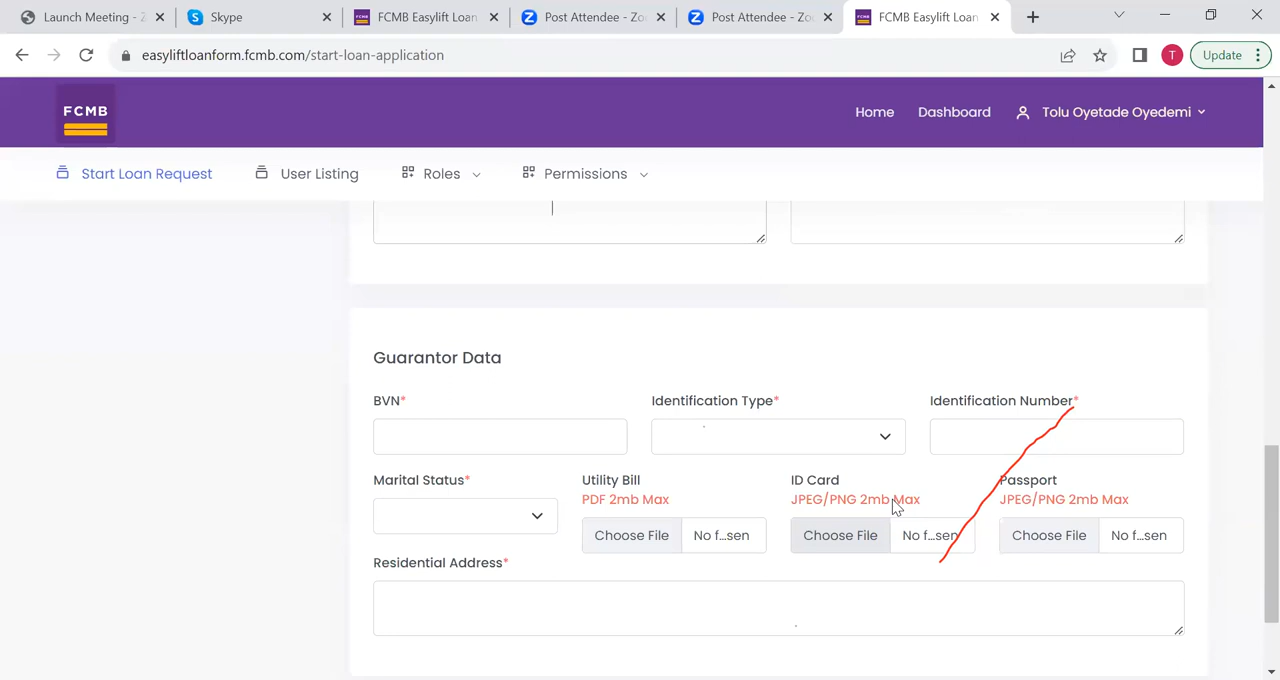 Launch Meeting - Z
Skype
FCMB Easylift Loan
Post Attendee - Zo
Post Attendee - Zo
FCMB Easylift Loan
easyliftloanform.fcmb.com/start-loan-application
T
Update
FCMB
Home
Dashboard
Tolu Oyetade Oyedemi
Start Loan Request
User Listing
Roles
Permissions
Guarantor Data
BVN*
Identification Type*
Identification Number*
Marital Status*
Utility Bill
ID Card
Passport
PDF 2mb Max
JPEG/PNG 2mb Max
JPEG/PNG 2mb Max
Choose File
No f...sen
Choose File
No f...sen
Choose File
No f...sen
Residential Address*